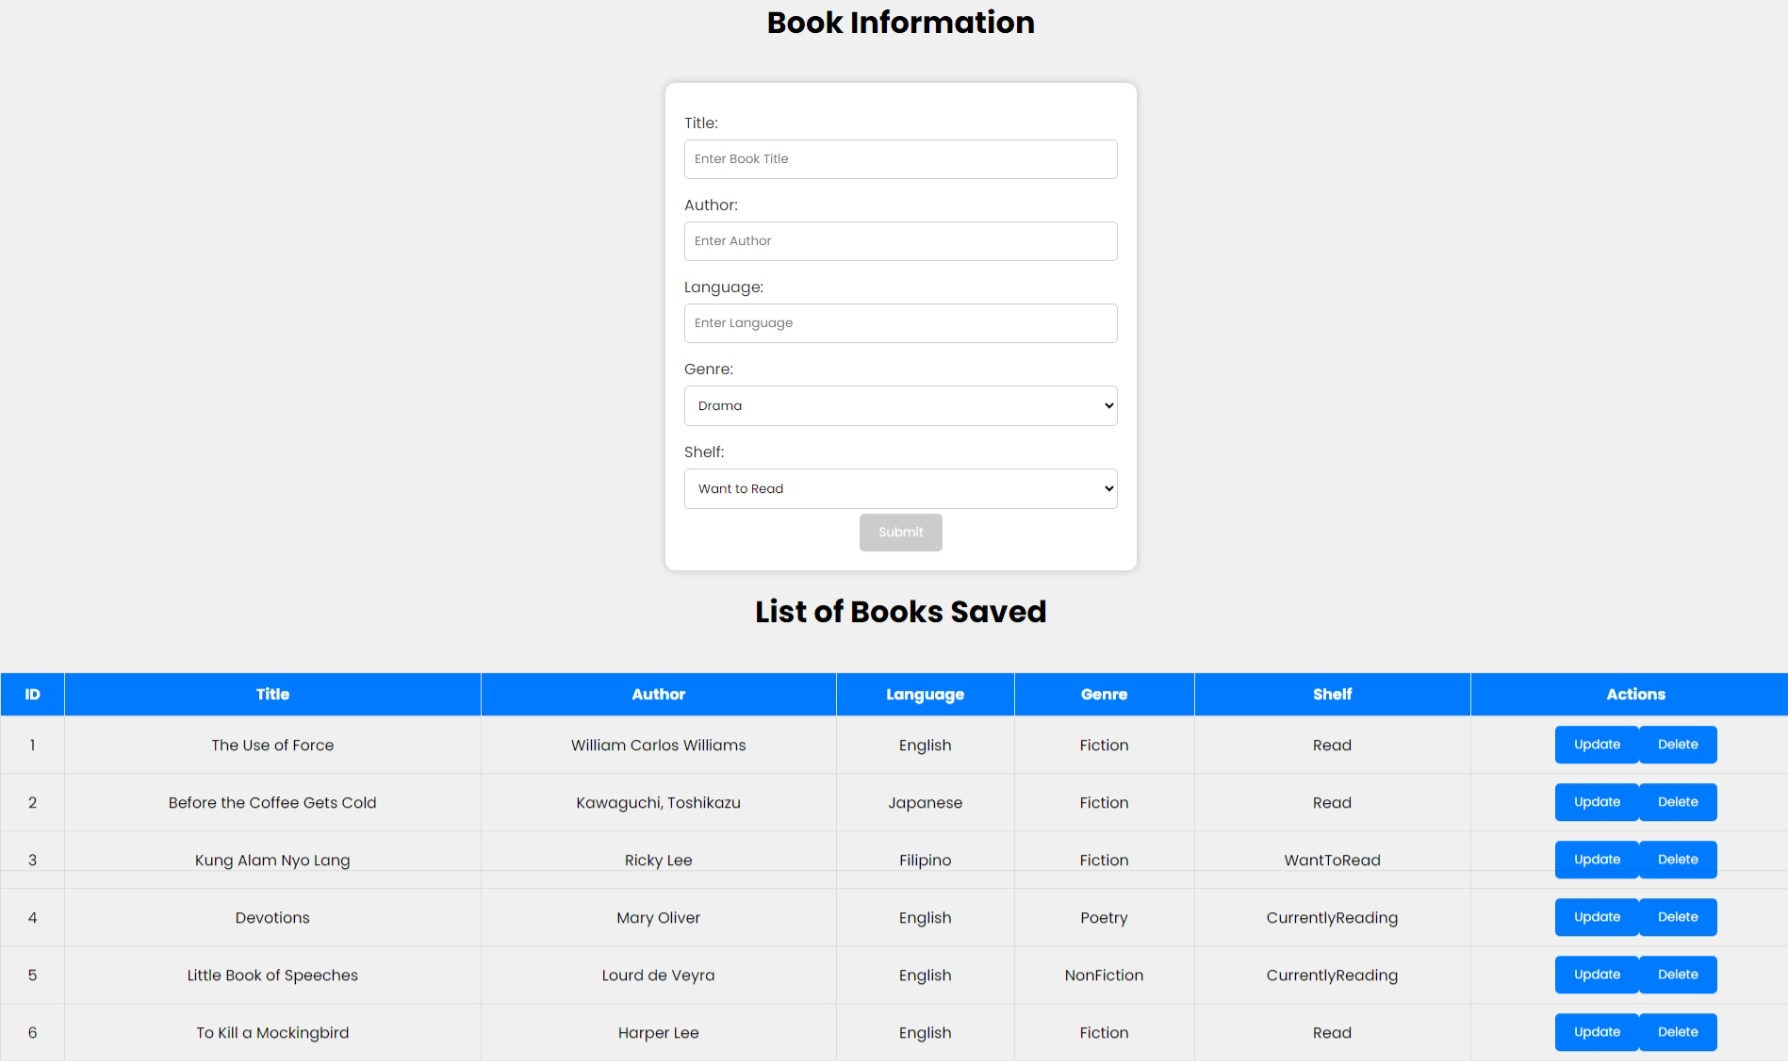 Book Information
Title:
Enter Book Title
Author:
Enter Author
Language:
Enter Language
Genre:
Drama
Shelf:
Want to Read
Submit
List of Books Saved
ID Title Author Language Genre Shelf Actions
1 The Use of Force William Carlos Williams English Fiction Read Update Delete
2 Before the Coffee Gets Cold Kawaguchi, Toshikazu Japanese Fiction Read Update Delete
3 Kung Alam Nyo Lang Ricky Lee Filipino Fiction WantToRead Update Delete
4 Devotions Mary Oliver English Poetry CurrentlyReading Update Delete
5 Little Book of Speeches Lourd de Veyra English NonFiction CurrentlyReading Update Delete
6 To Kill a Mockingbird Harper Lee English Fiction Read Update Delete